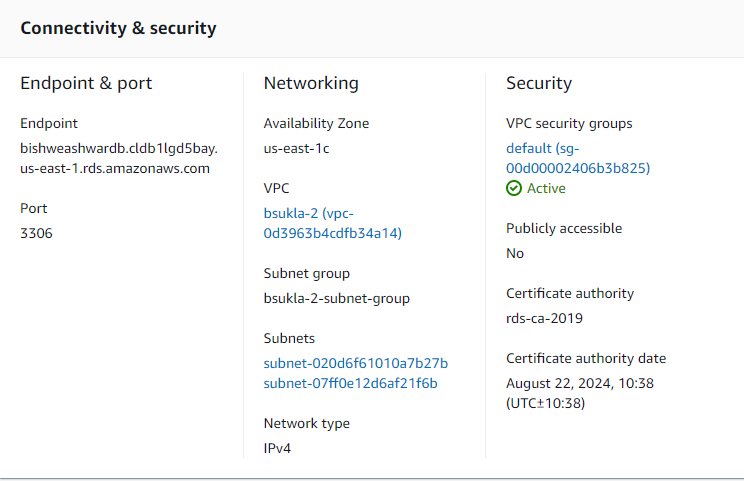 Connectivity & security
Endpoint & port
Endpoint
bishweashwardb.cldb1lgd5bay.
us-east-1.rds.amazonaws.com
Port
3306
Networking
Availability Zone
us-east-1c
VPC
bsukla-2 (vpc-
0d3963b4cdfb34a14)
Subnet group
bsukla-2-subnet-group
Subnets
subnet-020d6f61010a7b27b
subnet-07ff0e12d6af21f6b
Network type
IPv4
Security
VPC security groups
default (sg-
00d00002406b3b825)
Active
Publicly accessible
No
Certificate authority
rds-ca-2019
Certificate authority date
August 22, 2024, 10:38
(UTC±10:38)